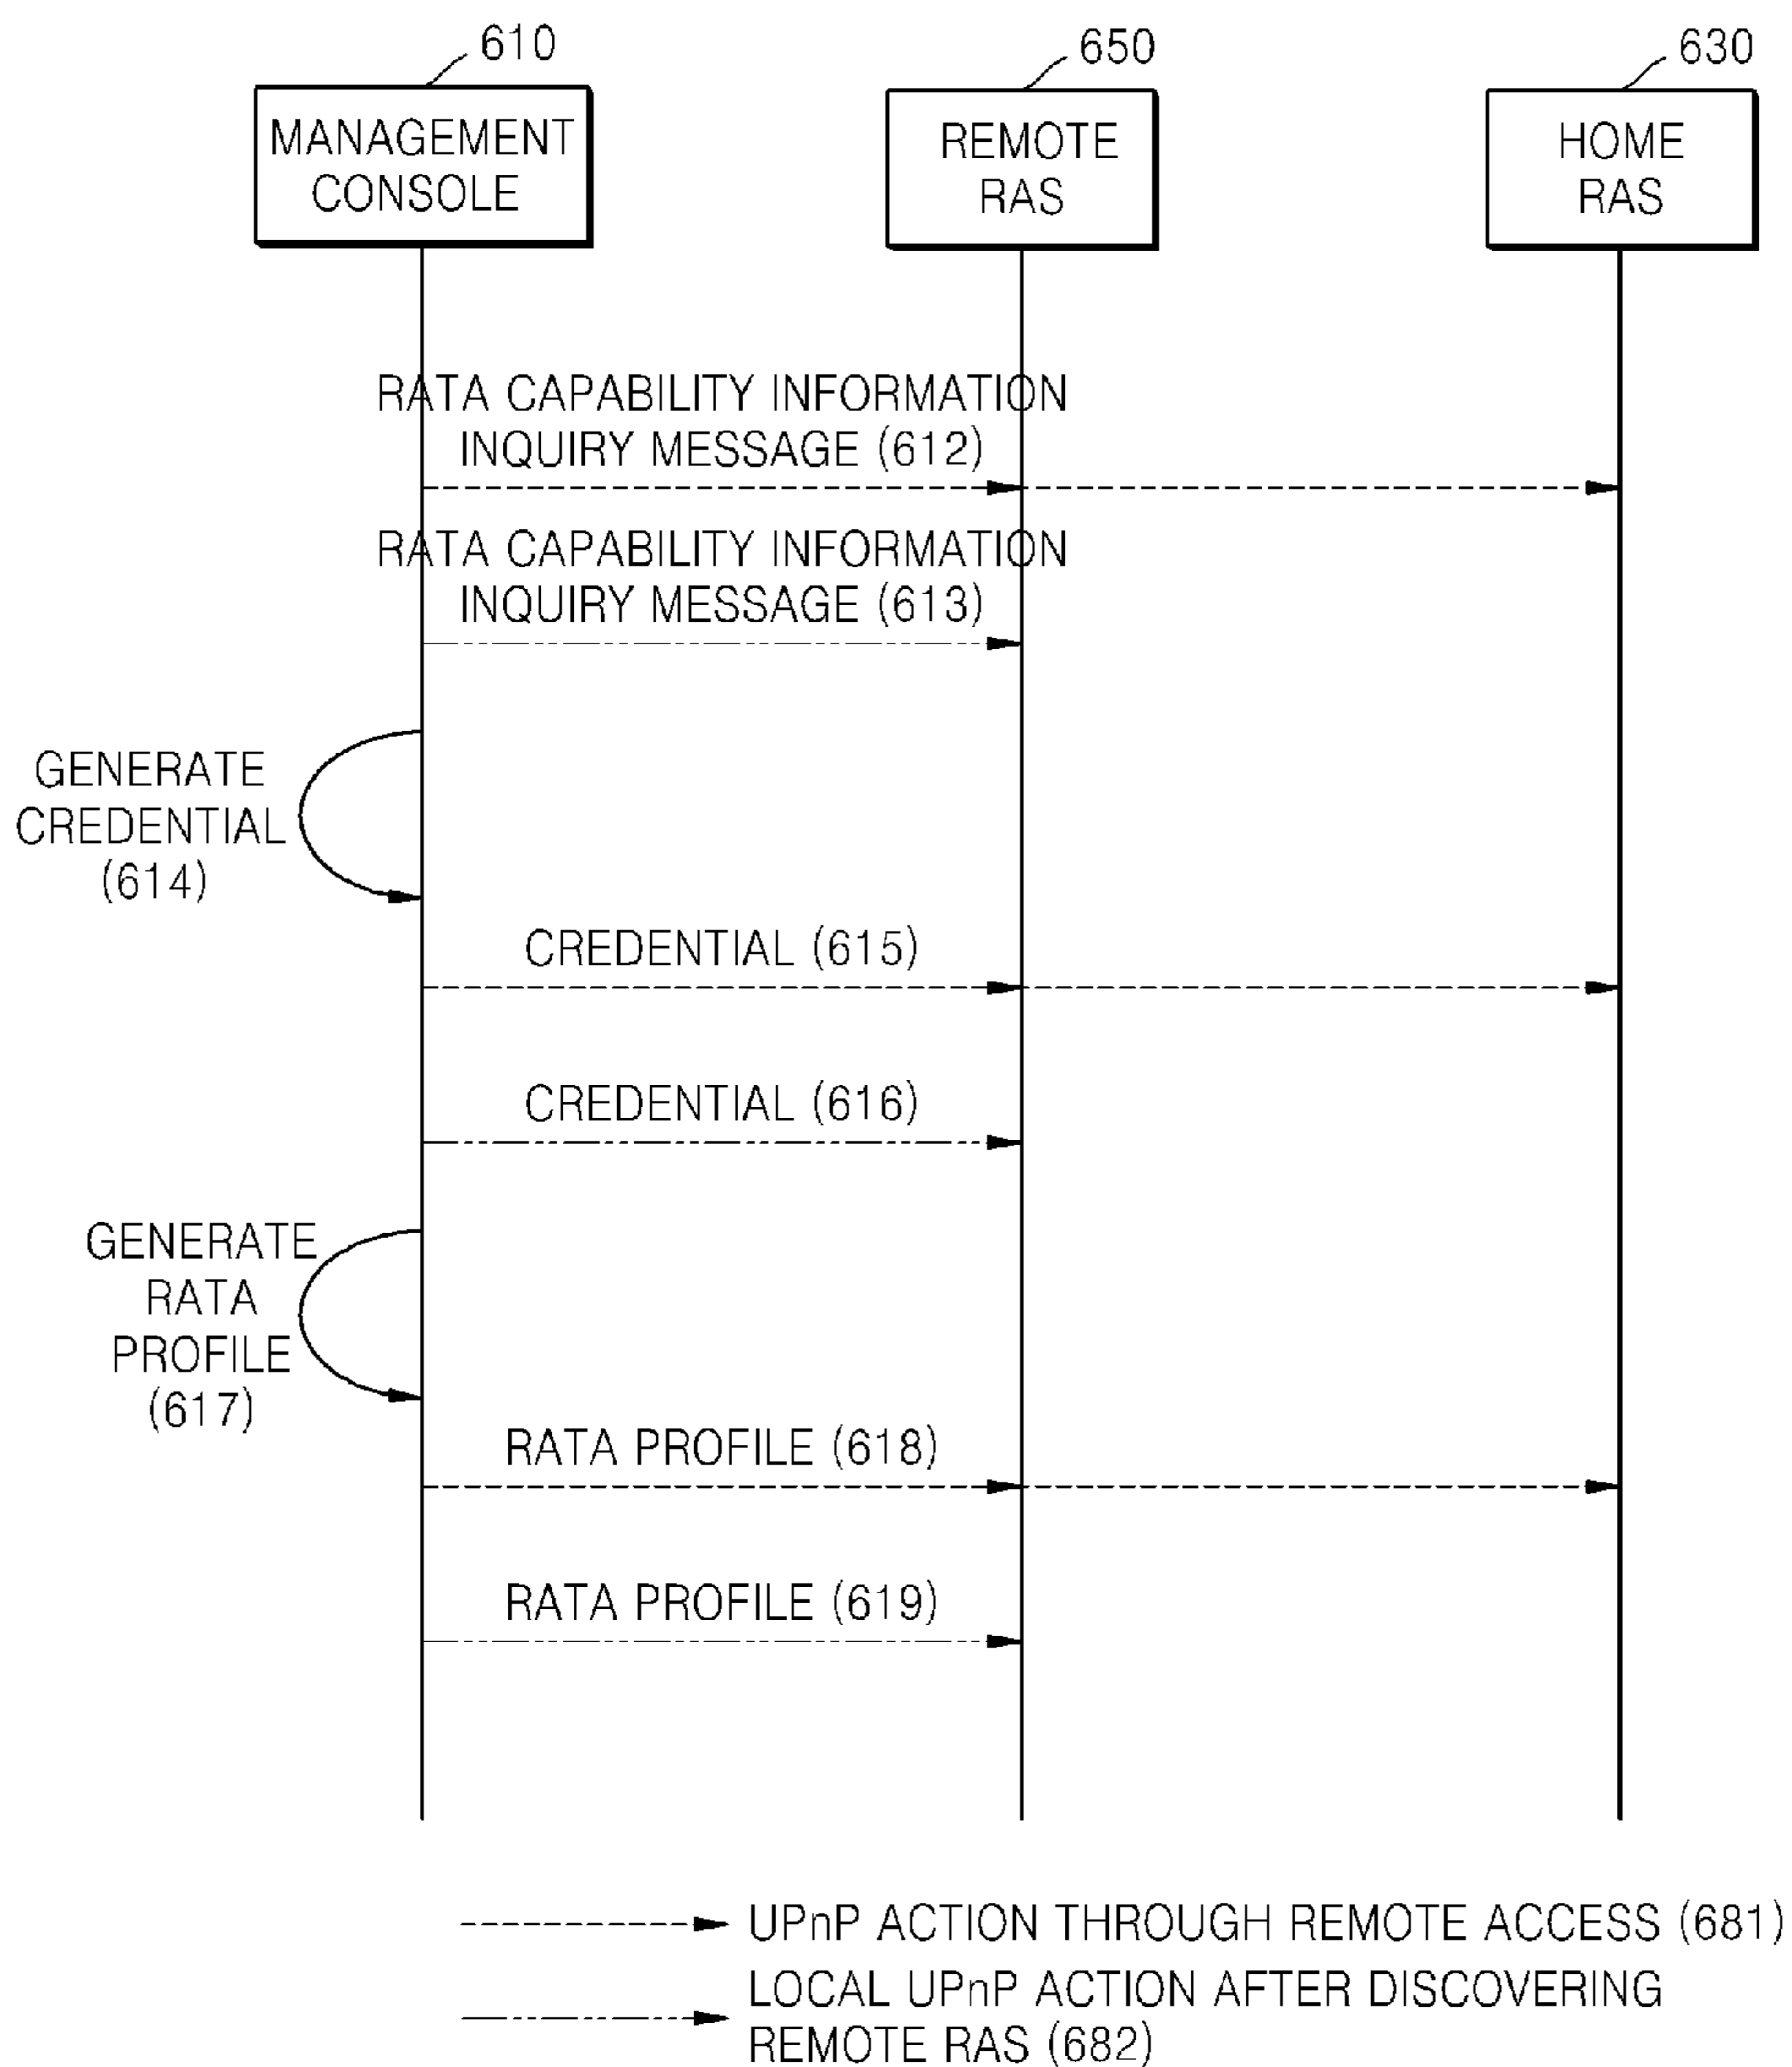 610
650
630
MANAGEMENT
CONSOLE
REMOTE
RAS
HOME
RAS
RATA CAPABILITY INFORMATION
INQUIRY MESSAGE (612)
RATA CAPABILITY INFORMATION
INQUIRY MESSAGE (613)
GENERATE
CREDENTIAL
(614)
CREDENTIAL (615)
CREDENTIAL (616)
GENERATE
RATA
PROFILE
(617)
RATA PROFILE (618)
RATA PROFILE (619)
UPnP ACTION THROUGH REMOTE ACCESS (681)
LOCAL UPnP ACTION AFTER DISCOVERING
REMOTE RAS (682)